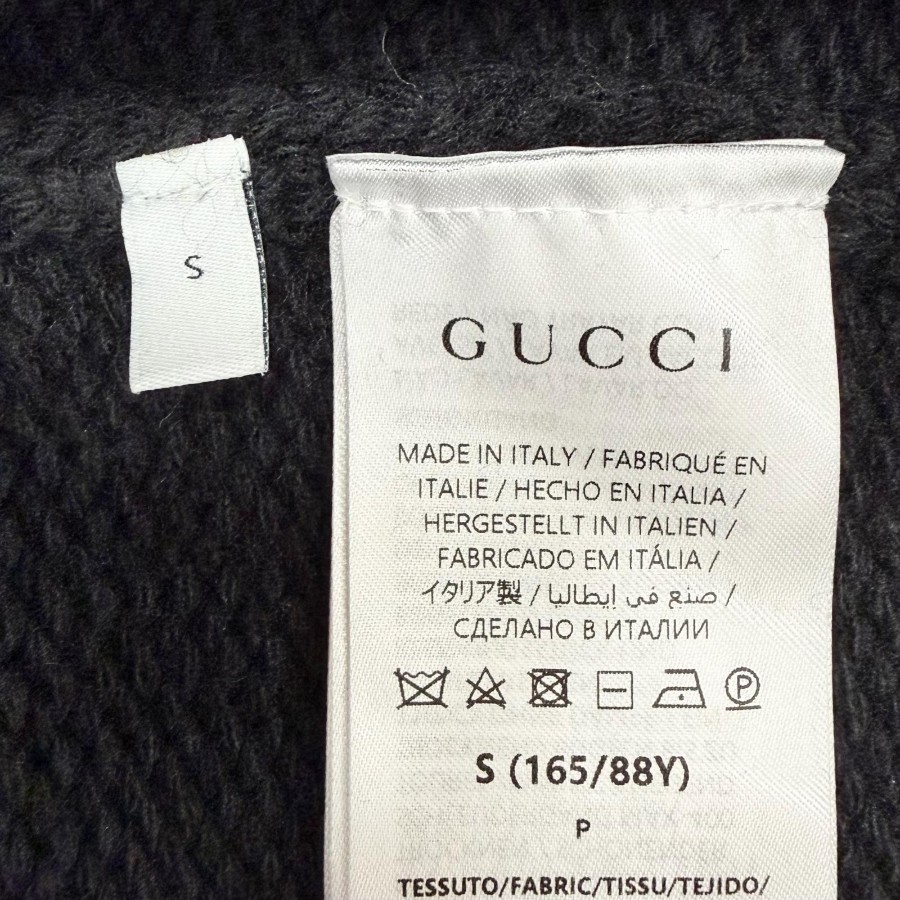 S
GUCCI
MADE IN ITALY / FABRIQUÉ EN
ITALIE / HECHO EN ITALIA /
HERGESTELLT IN ITALIEN /
FABRICADO EM ITÁLIA /
イタリア製 / صنع في إيطاليا /
СДЕЛАНО В ИТАЛИИ
P
S (165/88Y)
P
TESSUTO/FABRIC/TISSU/TEJIDO/